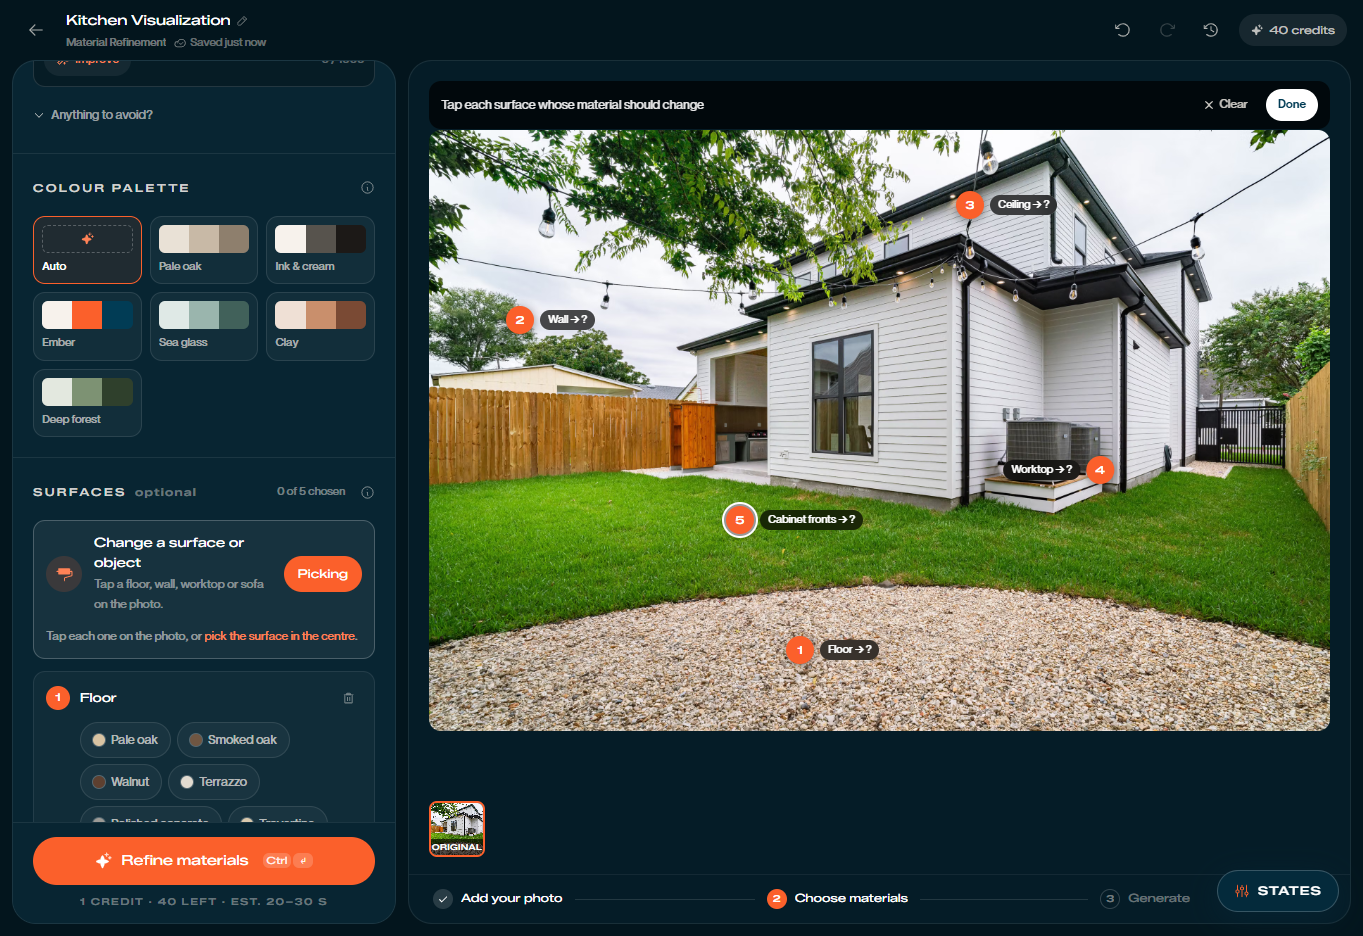 Kitchen Visualization
Material Refinement Saved just now
40 credits
Improve
Anything to avoid?
COLOUR PALETTE
Auto
Pale oak
Ink & cream
Ember
Sea glass
Clay
Deep forest
SURFACES optional 0 of 5 chosen
Change a surface or
object
Tap a floor, wall, worktop or sofa
on the photo.
Picking
Tap each one on the photo, or pick the surface in the centre.
1 Floor
Pale oak
Smoked oak
Walnut
Terrazzo
Refine materials Ctrl
1 CREDIT · 40 LEFT · EST. 20–30 S
Tap each surface whose material should change
Clear
Done
3 Ceiling → ?
2 Wall → ?
Worktop → ? 4
5 Cabinet fronts → ?
1 Floor → ?
ORIGINAL
Add your photo
2 Choose materials
3 Generate
STATES